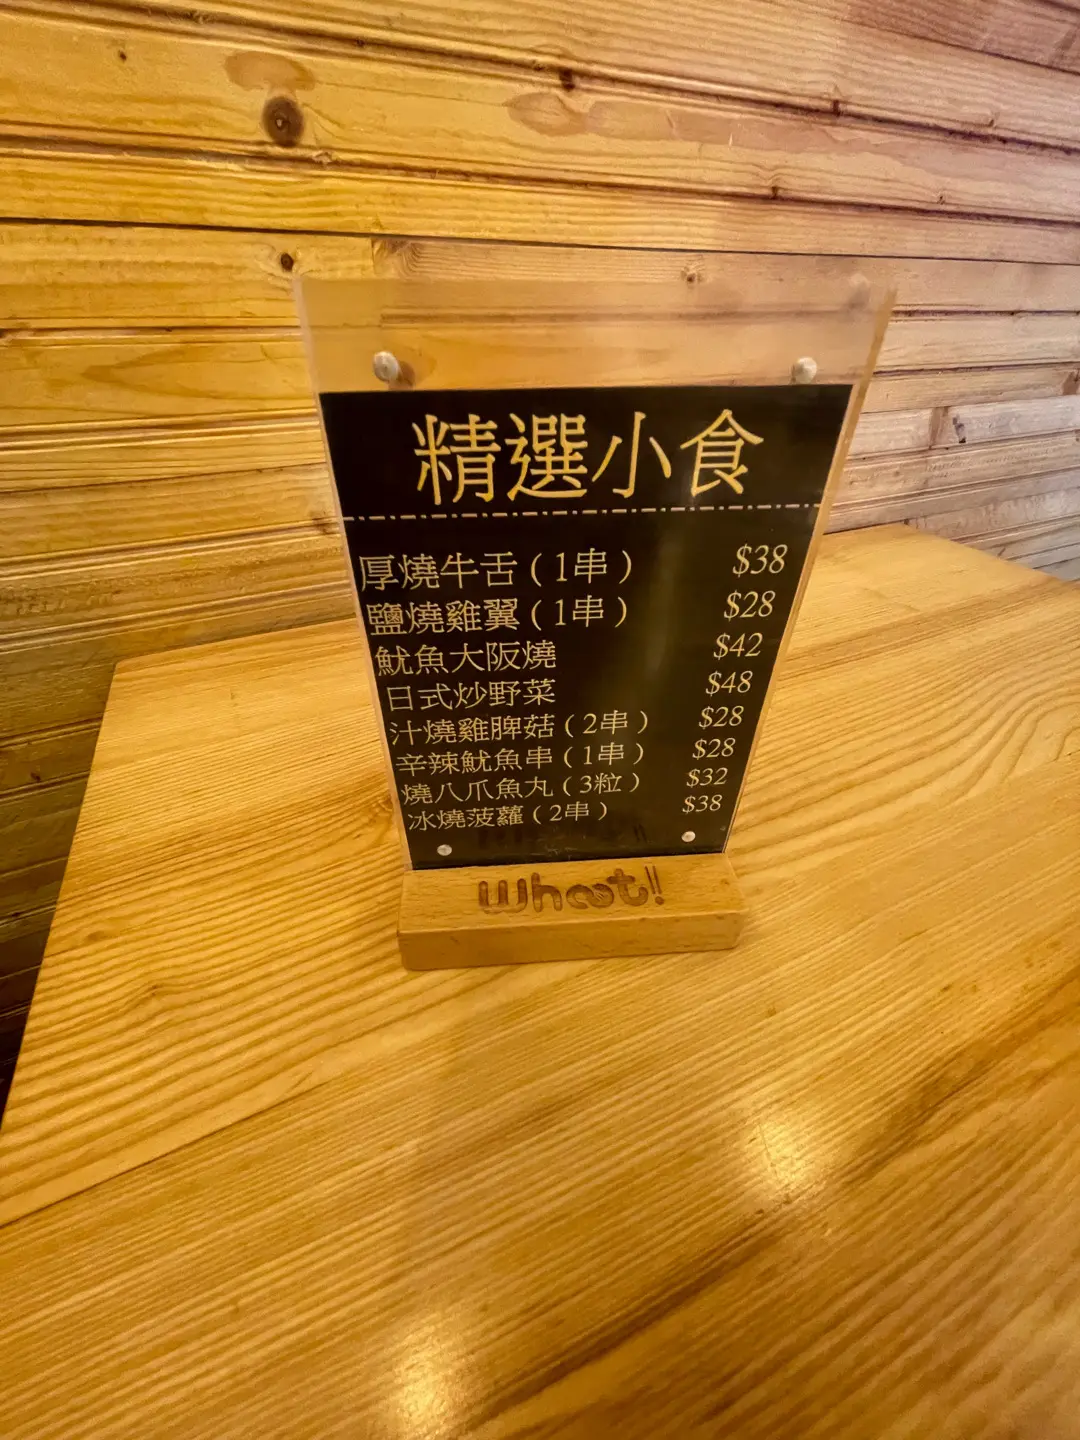 精選小食
厚燒牛舌(1串) $38
鹽燒雞翼(1串) $28
魷魚大阪燒 $42
日式炒野菜 $48
汁燒雞脾菇(2串) $28
辛辣魷魚串(1串) $28
燒八爪魚丸(3粒) $32
冰燒菠蘿(2串) $38
Whoot!!